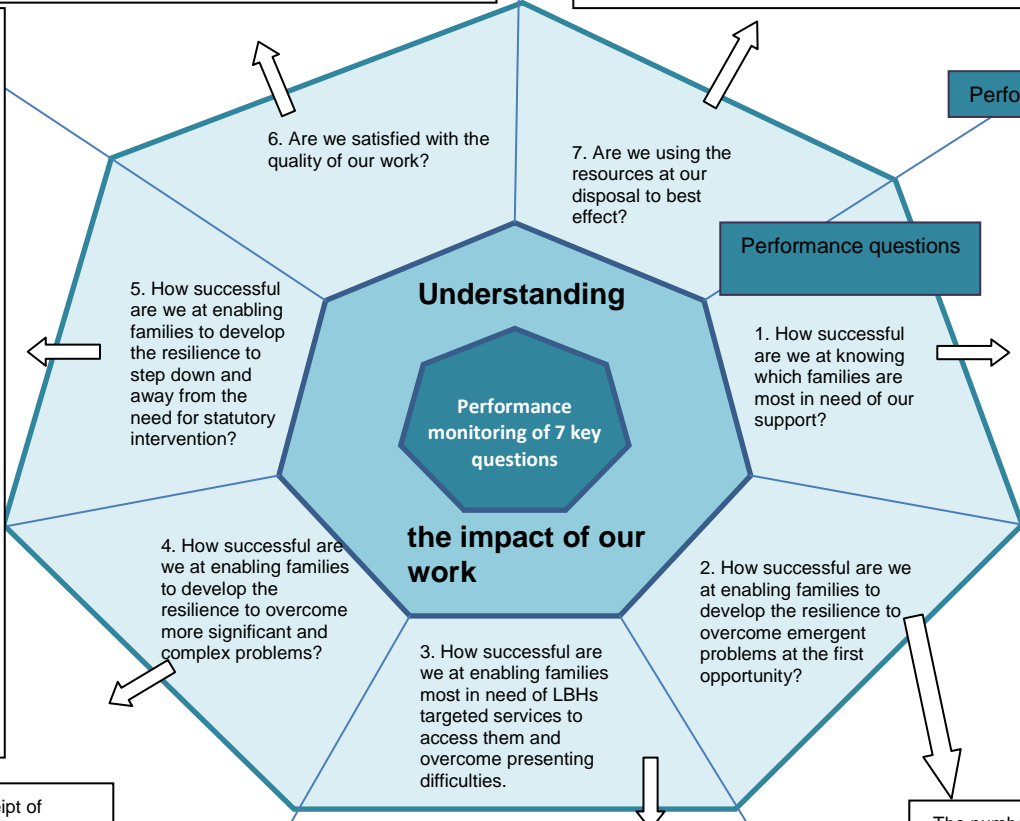 6. Are we satisfied with the
quality of our work?
7. Are we using the
resources at our
disposal to best
effect?
Performance questions
Understanding
Performance
monitoring of 7 key
questions
the impact of our
work
1. How successful
are we at knowing
which families are
most in need of our
support?
2. How successful are we
at enabling families to
develop the resilience to
overcome emergent
problems at the first
opportunity?
3. How successful are
we at enabling families
most in need of LBHs
targeted services to
access them and
overcome presenting
difficulties.
4. How successful are
we at enabling families
to develop the
resilience to overcome
more significant and
complex problems?
5. How successful
are we at enabling
families to develop
the resilience to
step down and
away from the
need for statutory
intervention?
of
The